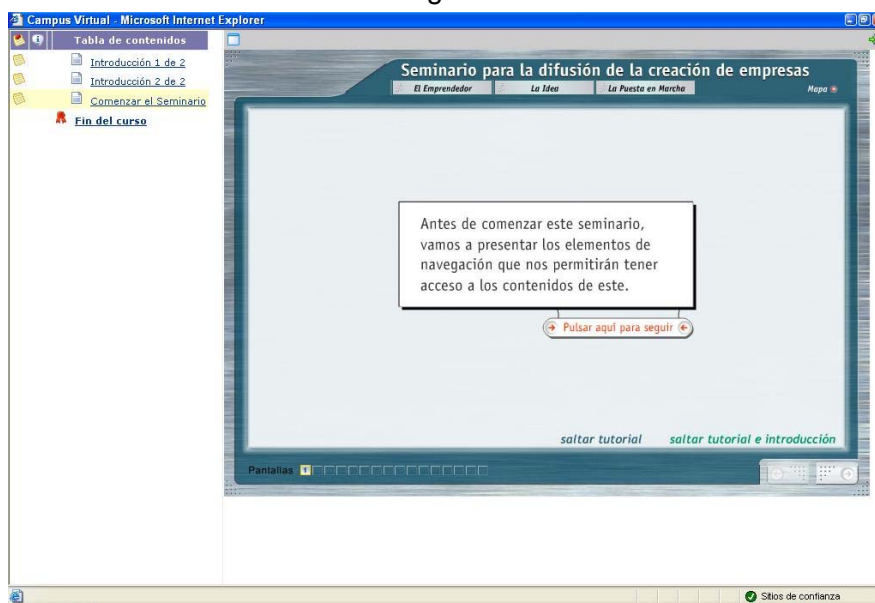 Campus Virtual - Microsoft Internet Explorer
Tabla de contenidos
Introducción 1 de 2
Introducción 2 de 2
Comenzar el Seminario
Fin del curso
Seminario para la difusión de la creación de empresas
El Emprendedor
La Idea
La Puesta en Marcha
Mapa
Antes de comenzar este seminario,
vamos a presentar los elementos de
navegación que nos permitirán tener
acceso a los contenidos de este.
Pulsar aquí para seguir
saltar tutorial
saltar tutorial e introducción
Pantallas 1
Sitios de confianza